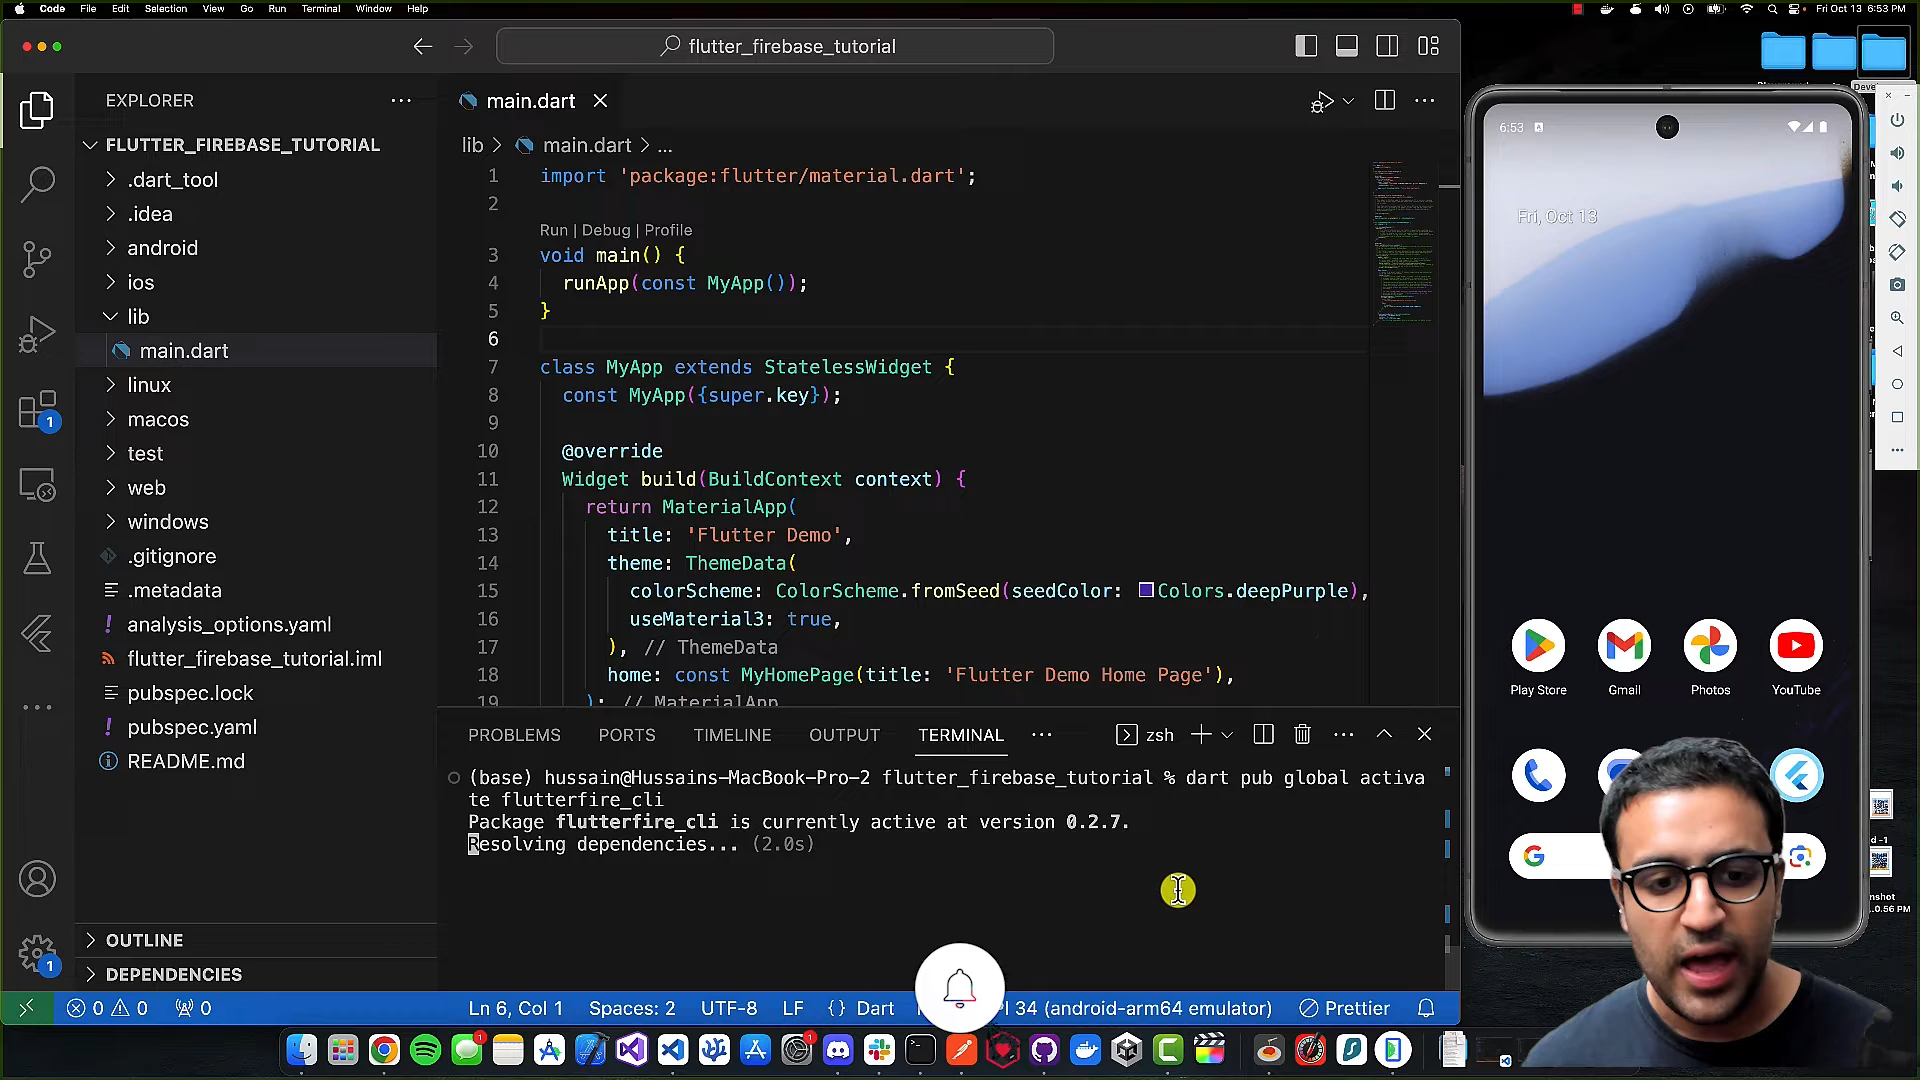 Code File Edit Selection View Go Run Terminal Window Help
Fri Oct 13 6:53 PM
flutter_firebase_tutorial
EXPLORER
FLUTTER_FIREBASE_TUTORIAL
.dart_tool
.idea
android
ios
lib
main.dart
linux
macos
test
web
windows
.gitignore
.metadata
analysis_options.yaml
flutter_firebase_tutorial.iml
pubspec.lock
pubspec.yaml
README.md
OUTLINE
DEPENDENCIES
1
1
main.dart
lib > main.dart > ...
1 import 'package:flutter/material.dart';
2
Run | Debug | Profile
3 void main() {
4 runApp(const MyApp());
5 }
6
7 class MyApp extends StatelessWidget {
8 const MyApp({super.key});
9
10 @override
11 Widget build(BuildContext context) {
12 return MaterialApp(
13 title: 'Flutter Demo',
14 theme: ThemeData(
15 colorScheme: ColorScheme.fromSeed(seedColor: Colors.deepPurple),
16 useMaterial3: true,
17 ), // ThemeData
18 home: const MyHomePage(title: 'Flutter Demo Home Page'),
19 ); // MaterialApp
PROBLEMS PORTS TIMELINE OUTPUT TERMINAL ... zsh
(base) hussain@Hussains-MacBook-Pro-2 flutter_firebase_tutorial % dart pub global activa
te flutterfire_cli
Package flutterfire_cli is currently active at version 0.2.7.
Resolving dependencies... (2.0s)
0 0 0 Ln 6, Col 1 Spaces: 2 UTF-8 LF {} Dart 34 (android-arm64 emulator) Prettier
6:53
Fri, Oct 13
Play Store Gmail Photos YouTube